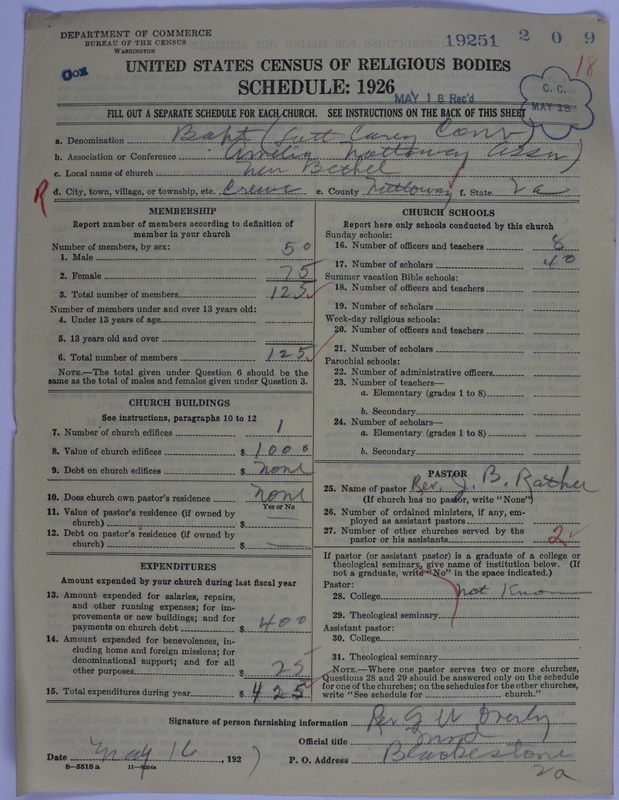 DEPARTMENT OF COMMERCE
BUREAU OF THE CENSUS
WASHINGTON
19251 2 0 9
18
UNITED STATES CENSUS OF RELIGIOUS BODIES
SCHEDULE: 1926
MAY 18 Rec'd
C. C.
MAY 18
FILL OUT A SEPARATE SCHEDULE FOR EACH CHURCH. SEE INSTRUCTIONS ON THE BACK OF THIS SHEET
a. Denomination Bapt (Lott Carey Conv)
b. Association or Conference Amelia Nottoway Assn
c. Local name of church New Bethel
R d. City, town, village, or township, etc. Crewe e. County Nottoway f. State Va
MEMBERSHIP
Report number of members according to definition of
member in your church
Number of members, by sex:
1. Male 50
2. Female 75
3. Total number of members 125
Number of members under and over 13 years old:
4. Under 13 years of age
5. 13 years old and over
6. Total number of members 125
NOTE.—The total given under Question 6 should be the
same as the total of males and females given under Question 3.
CHURCH BUILDINGS
See instructions, paragraphs 10 to 12
7. Number of church edifices 1
8. Value of church edifices $ 1000
9. Debt on church edifices $ none
10. Does church own pastor's residence none
Yes or No
11. Value of pastor's residence (if owned by
church) $
12. Debt on pastor's residence (if owned by
church) $
EXPENDITURES
Amount expended by your church during last fiscal year
13. Amount expended for salaries, repairs,
and other running expenses; for im-
provements or new buildings; and for
payments on church debt $ 400
14. Amount expended for benevolences, in-
cluding home and foreign missions; for
denominational support; and for all
other purposes $ 25
15. Total expenditures during year $ 425
CHURCH SCHOOLS
Report here only schools conducted by this church
Sunday schools:
16. Number of officers and teachers 8
17. Number of scholars 40
Summer vacation Bible schools:
18. Number of officers and teachers
19. Number of scholars
Week-day religious schools:
20. Number of officers and teachers
21. Number of scholars
Parochial schools:
22. Number of administrative officers
23. Number of teachers—
a. Elementary (grades 1 to 8)
b. Secondary
24. Number of scholars—
a. Elementary (grades 1 to 8)
b. Secondary
PASTOR
25. Name of pastor Rev. J. B. Rather
(If church has no pastor, write "None")
26. Number of ordained ministers, if any, em-
ployed as assistant pastors
27. Number of other churches served by the
pastor or his assistants 2
If pastor (or assistant pastor) is a graduate of a college or
theological seminary, give name of institution below. (If
not a graduate, write "No" in the space indicated.)
Pastor:
28. College not Known
29. Theological seminary
Assistant pastor:
30. College
31. Theological seminary
NOTE.—Where one pastor serves two or more churches,
Questions 28 and 29 should be answered only on the schedule
for one of the churches; on the schedules for the other churches,
write "See schedule for church."
Signature of person furnishing information Rev G W Overby
Official title
Date May 16, 1927
P. O. Address Blackstone
Va
8—5518 a